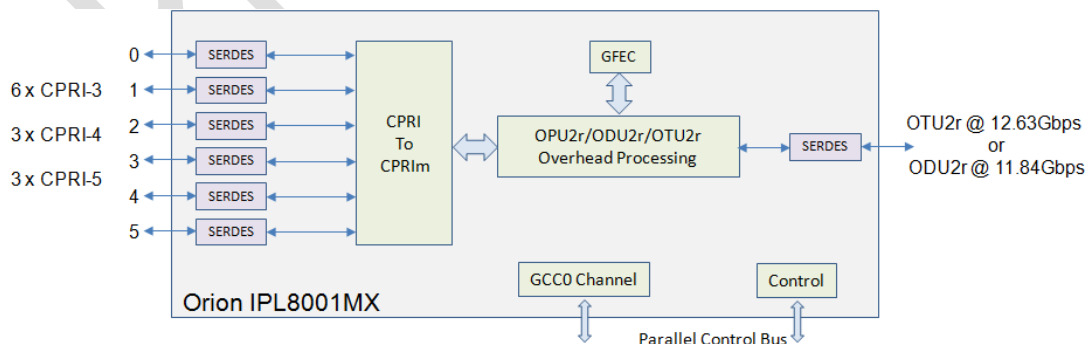 0
SERDES
GFEC
6 x CPRI-3
1
SERDES
2
SERDES
CPRI
To
CPRIm
OPU2r/ODU2r/OTU2r
Overhead Processing
OTU2r @ 12.63Gbps
or
ODU2r @ 11.84Gbps
3 x CPRI-4
3
SERDES
SERDES
3 x CPRI-5
4
SERDES
5
SERDES
GCC0 Channel
Control
Orion IPL8001MX
Parallel Control Bus